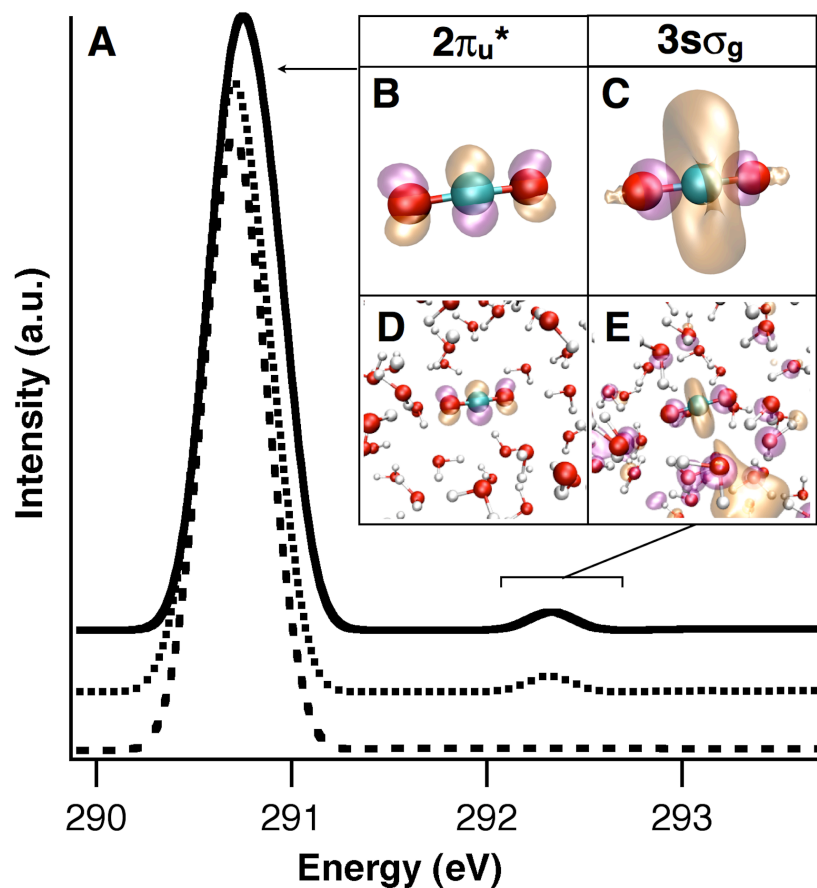 A
2πu*
3sσg
B
C
D
E
Intensity (a.u.)
290
291
292
293
Energy (eV)